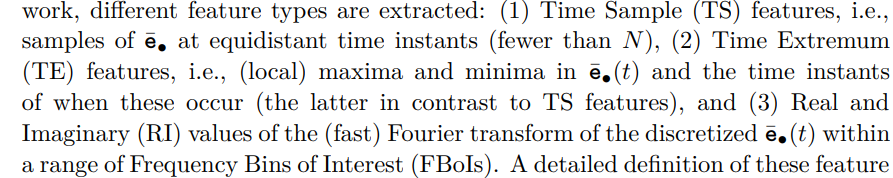 work, different feature types are extracted: (1) Time Sample (TS) features, i.e.,
samples of ē• at equidistant time instants (fewer than N), (2) Time Extremum
(TE) features, i.e., (local) maxima and minima in ē•(t) and the time instants
of when these occur (the latter in contrast to TS features), and (3) Real and
Imaginary (RI) values of the (fast) Fourier transform of the discretized ē•(t) within
a range of Frequency Bins of Interest (FBoIs). A detailed definition of these feature